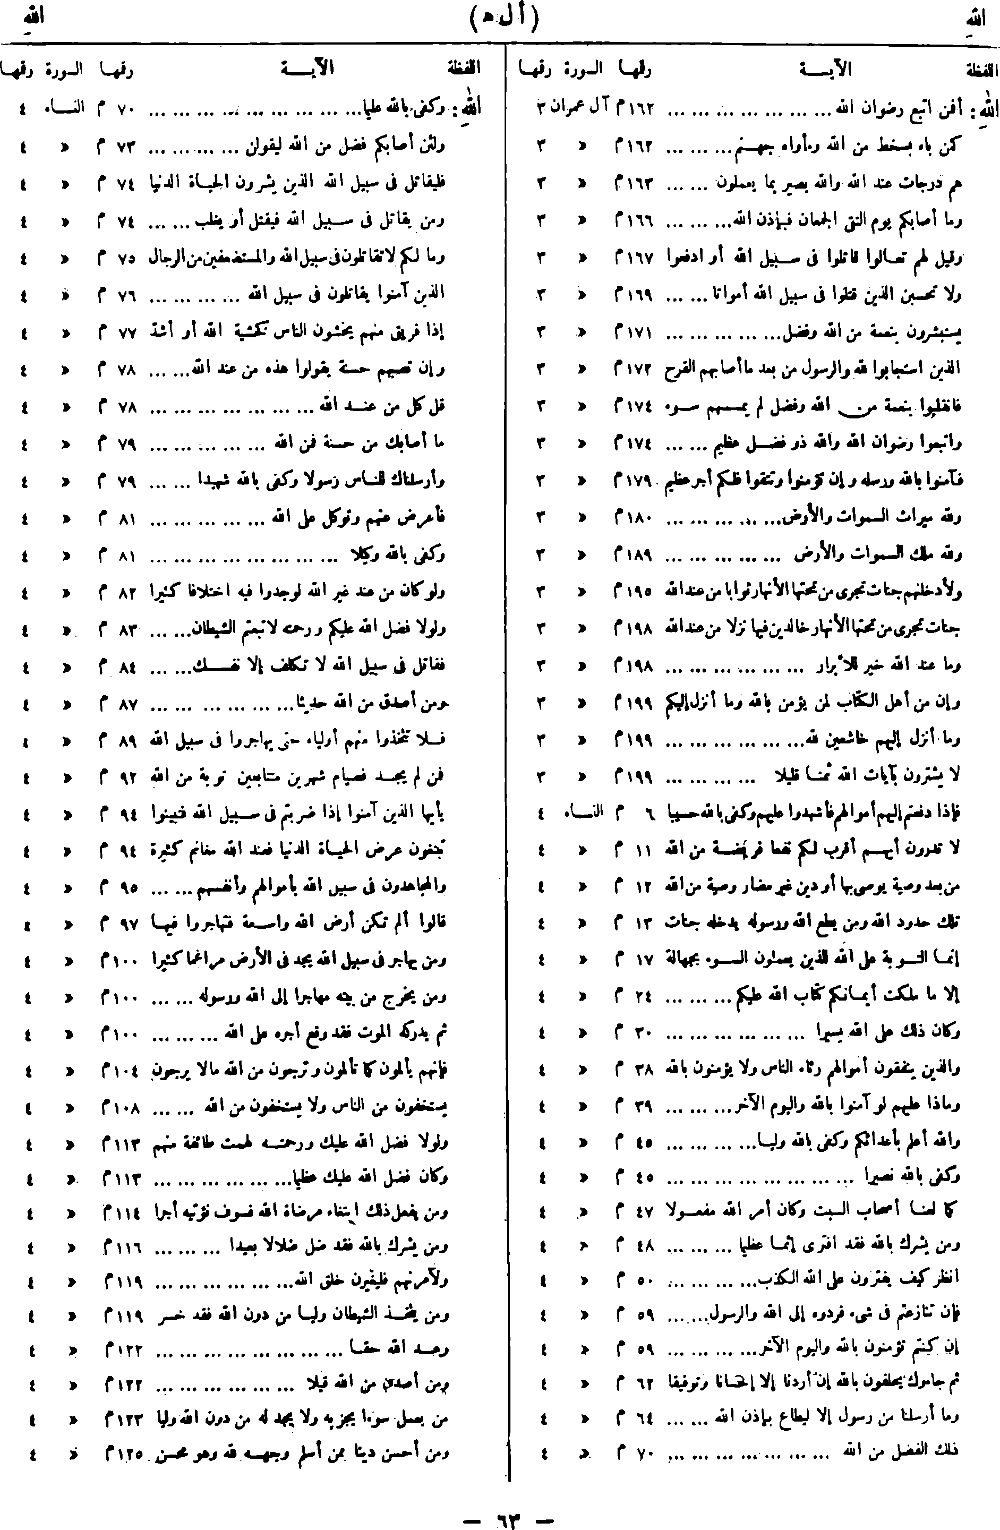 اللهِ (أ ل ه) اللهِ
اللفظة الآيـــة رقمها السورة رقمها
اللهِ: أفمن اتبع رضوان الله ... ... ... ... ... ... ١٦٢ م آل عمران ٣
كمن باء بسخط من الله ومأواه جهنم... ... ... ١٦٢ م » ٣
هم درجات عند الله والله بصير بما يعملون ... ... ١٦٣ م » ٣
وما أصابكم يوم التقى الجمعان فبإذن الله... ... ... ١٦٦ م » ٣
وقيل لهم تعالوا قاتلوا فى سبيل الله أو ادفعوا ١٦٧ م » ٣
ولا تحسبن الذين قتلوا فى سبيل الله أمواتا ... ... ١٦٩ م » ٣
يستبشرون بنعمة من الله وفضل... ... ... ... ... ١٧١ م » ٣
الذين استجابوا لله والرسول من بعد ما أصابهم القرح ١٧٢ م » ٣
فانقلبوا بنعمة من الله وفضل لم يمسسهم سوء ١٧٤ م » ٣
واتبعوا رضوان الله والله ذو فضل عظيم ... ... ١٧٤ م » ٣
فآمنوا بالله ورسله وإن تؤمنوا وتتقوا فلكم أجر عظيم ١٧٩ م » ٣
ولله ميراث السموات والأرض... ... ... ... ... ١٨٠ م » ٣
ولله ملك السموات والأرض ... ... ... ... ... ١٨٩ م » ٣
ولأدخلنهم جنات تجرى من تحتها الأنهار ثوابا من عند الله ١٩٥ م » ٣
جنات تجرى من تحتها الأنهار خالدين فيها نزلا من عند الله ١٩٨ م » ٣
وما عند الله خير للأبرار ... ... ... ... ... ... ١٩٨ م » ٣
وإن من أهل الكتاب لمن يؤمن بالله وما أنزل إليكم ١٩٩ م » ٣
وما أنزل إليهم خاشعين لله... ... ... ... ... ... ١٩٩ م » ٣
لا يشترون بآيات الله ثمنا قليلا ... ... ... ... ١٩٩ م » ٣
فإذا دفعتم إليهم أموالهم فأشهدوا عليهم وكفى بالله حسيبا ٦ م النساء ٤
لا تدرون أيهم أقرب لكم نفعا فريضة من الله ١١ م » ٤
من بعد وصية يوصى بها أو دين غير مضار وصية من الله ١٢ م » ٤
تلك حدود الله ومن يطع الله ورسوله يدخله جنات ١٣ م » ٤
إنما التوبة على الله للذين يعملون السوء بجهالة ١٧ م » ٤
إلا ما ملكت أيمانكم كتاب الله عليكم ... ... ... ٢٤ م » ٤
وكان ذلك على الله يسيرا ... ... ... ... ... ... ٣٠ م » ٤
والذين ينفقون أموالهم رئاء الناس ولا يؤمنون بالله ٣٨ م » ٤
وماذا عليهم لو آمنوا بالله واليوم الآخر... ... ... ٣٩ م » ٤
والله أعلم بأعدائكم وكفى بالله وليا... ... ... ... ٤٥ م » ٤
وكفى بالله نصيرا ... ... ... ... ... ... ... ... ٤٥ م » ٤
كما لعنا أصحاب السبت وكان أمر الله مفعولا ٤٧ م » ٤
ومن يشرك بالله فقد افترى إثما عظيما ... ... ... ٤٨ م » ٤
انظر كيف يفترون على الله الكذب... ... ... ... ٥٠ م » ٤
فإن تنازعتم فى شىء فردوه إلى الله والرسول... ... ٥٩ م » ٤
إن كنتم تؤمنون بالله واليوم الآخر... ... ... ... ٥٩ م » ٤
ثم جاءوك يحلفون بالله إن أردنا إلا إحسانا وتوفيقا ٦٢ م » ٤
وما أرسلنا من رسول إلا ليطاع بإذن الله ... ... ٦٤ م » ٤
ذلك الفضل من الله ... ... ... ... ... ... ... ٧٠ م » ٤
اللفظة الآيـــة رقمها السورة رقمها
اللهِ: وكفى بالله عليما... ... ... ... ... ... ... ... ٧٠ م النساء ٤
ولئن أصابكم فضل من الله ليقولن ... ... ... ... ٧٣ م » ٤
فليقاتل فى سبيل الله الذين يشرون الحياة الدنيا ٧٤ م » ٤
ومن يقاتل فى سبيل الله فيقتل أو يغلب ... ... ٧٤ م » ٤
وما لكم لا تقاتلون فى سبيل الله والمستضعفين من الرجال ٧٥ م » ٤
الذين آمنوا يقاتلون فى سبيل الله ... ... ... ... ٧٦ م » ٤
إذا فريق منهم يخشون الناس كخشية الله أو أشد ٧٧ م » ٤
وإن تصبهم حسنة يقولوا هذه من عند الله... ... ٧٨ م » ٤
قل كل من عند الله ... ... ... ... ... ... ... ٧٨ م » ٤
ما أصابك من حسنة فمن الله ... ... ... ... ... ٧٩ م » ٤
وأرسلناك للناس رسولا وكفى بالله شهيدا ... ... ٧٩ م » ٤
فأعرض عنهم وتوكل على الله ... ... ... ... ... ٨١ م » ٤
وكفى بالله وكيلا ... ... ... ... ... ... ... ... ٨١ م » ٤
ولو كان من عند غير الله لوجدوا فيه اختلافا كثيرا ٨٢ م » ٤
ولولا فضل الله عليكم ورحمته لاتبعتم الشيطان... ... ٨٣ م » ٤
فقاتل فى سبيل الله لا تكلف إلا نفسك... ... ٨٤ م » ٤
ومن أصدق من الله حديثا... ... ... ... ... ... ٨٧ م » ٤
فلا تتخذوا منهم أولياء حتى يهاجروا فى سبيل الله ٨٩ م » ٤
فمن لم يجد فصيام شهرين متتابعين توبة من الله ٩٢ م » ٤
يأيها الذين آمنوا إذا ضربتم فى سبيل الله فتبينوا ٩٤ م » ٤
تبتغون عرض الحياة الدنيا فعند الله مغانم كثيرة ٩٤ م » ٤
والمجاهدون فى سبيل الله بأموالهم وأنفسهم ... ... ٩٥ م » ٤
قالوا ألم تكن أرض الله واسعة فتهاجروا فيها ٩٧ م » ٤
ومن يهاجر فى سبيل الله يجد فى الأرض مراغما كثيرا ١٠٠ م » ٤
ومن يخرج من بيته مهاجرا إلى الله ورسوله ... ... ١٠٠ م » ٤
ثم يدركه الموت فقد وقع أجره على الله ... ... ... ١٠٠ م » ٤
فإنهم يألمون كما تألمون وترجون من الله مالا يرجون ١٠٤ م » ٤
يستخفون من الناس ولا يستخفون من الله ... ... ١٠٨ م » ٤
ولولا فضل الله عليك ورحمته لهمت طائفة منهم ١١٣ م » ٤
وكان فضل الله عليك عظيما... ... ... ... ... ... ١١٣ م » ٤
ومن يفعل ذلك ابتغاء مرضاة الله فسوف نؤتيه أجرا ١١٤ م » ٤
ومن يشرك بالله فقد ضل ضلالا بعيدا ... ... ... ١١٦ م » ٤
ولآمرنهم فليغيرن خلق الله... ... ... ... ... ... ١١٩ م » ٤
ومن يتخذ الشيطان وليا من دون الله فقد خسر ١١٩ م » ٤
وعد الله حقا ... ... ... ... ... ... ... ... ... ١٢٢ م » ٤
ومن أصدق من الله قيلا ... ... ... ... ... ... ١٢٢ م » ٤
من يعمل سوءا يجز به ولا يجد له من دون الله وليا ١٢٣ م » ٤
ومن أحسن دينا ممن أسلم وجهه لله وهو محسن ١٢٥ م » ٤
— ٦٣ —